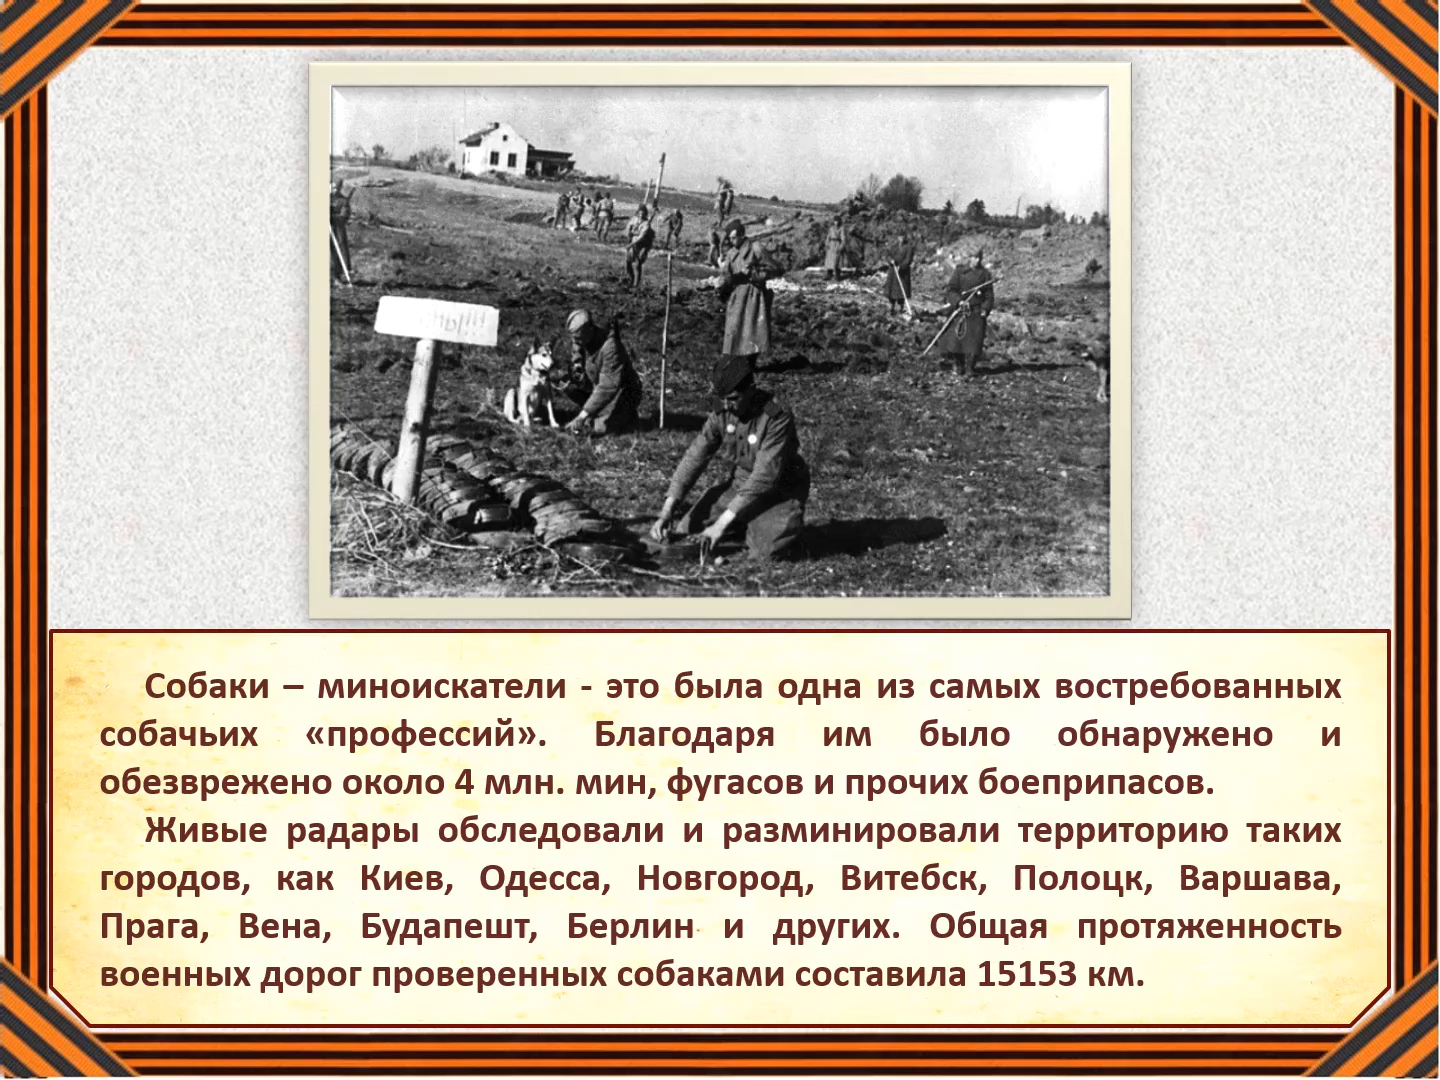 Собаки – миноискатели - это была одна из самых востребованных
собачьих «профессий». Благодаря им было обнаружено и
обезврежено около 4 млн. мин, фугасов и прочих боеприпасов.
Живые радары обследовали и разминировали территорию таких
городов, как Киев, Одесса, Новгород, Витебск, Полоцк, Варшава,
Прага, Вена, Будапешт, Берлин и других. Общая протяженность
военных дорог проверенных собаками составила 15153 км.